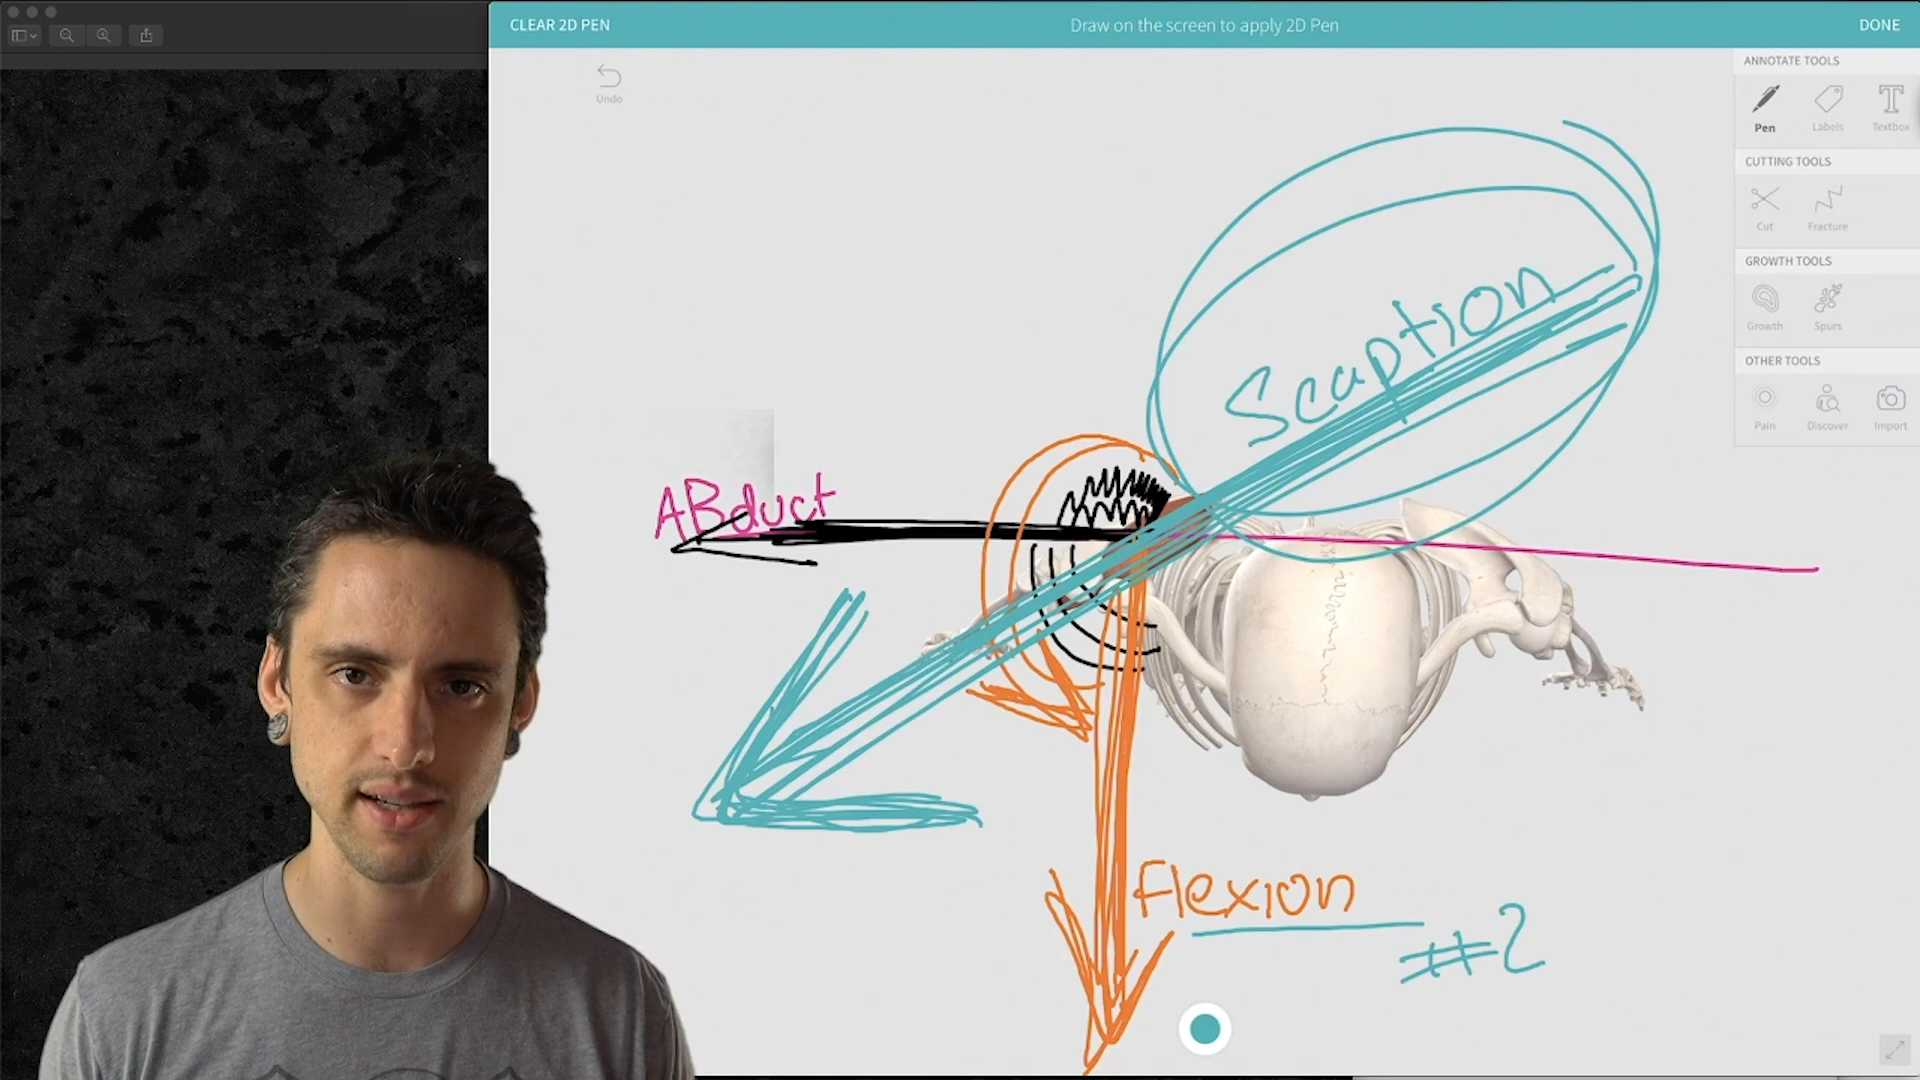 CLEAR 2D PEN
Draw on the screen to apply 2D Pen
DONE
Undo
ANNOTATE TOOLS
Pen
Labels
Textbox
CUTTING TOOLS
Cut
Fracture
GROWTH TOOLS
Growth
Spurs
OTHER TOOLS
Pain
Discover
Import
Scaption
ABduct
Flexion
#2